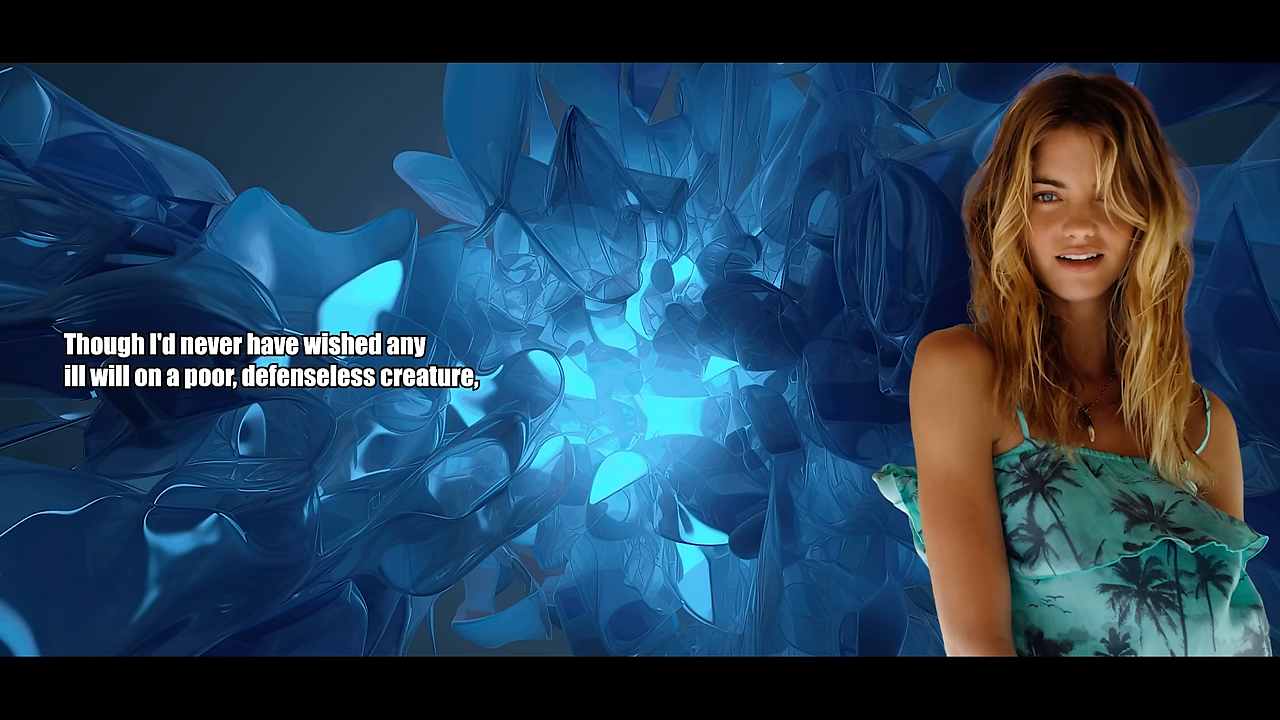 Though I'd never have wished any
ill will on a poor, defenseless creature,